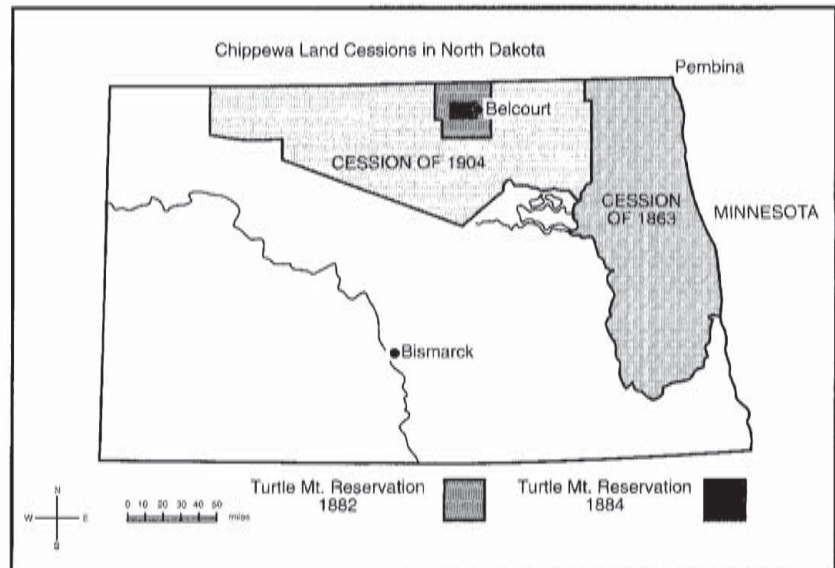 Chippewa Land Cessions in North Dakota
Pembina
Belcourt
CESSION OF 1904
CESSION
OF 1863
MINNESOTA
Bismarck
Turtle Mt. Reservation
1882
Turtle Mt. Reservation
1884
N
W E
S
0 10 20 30 40 50
miles